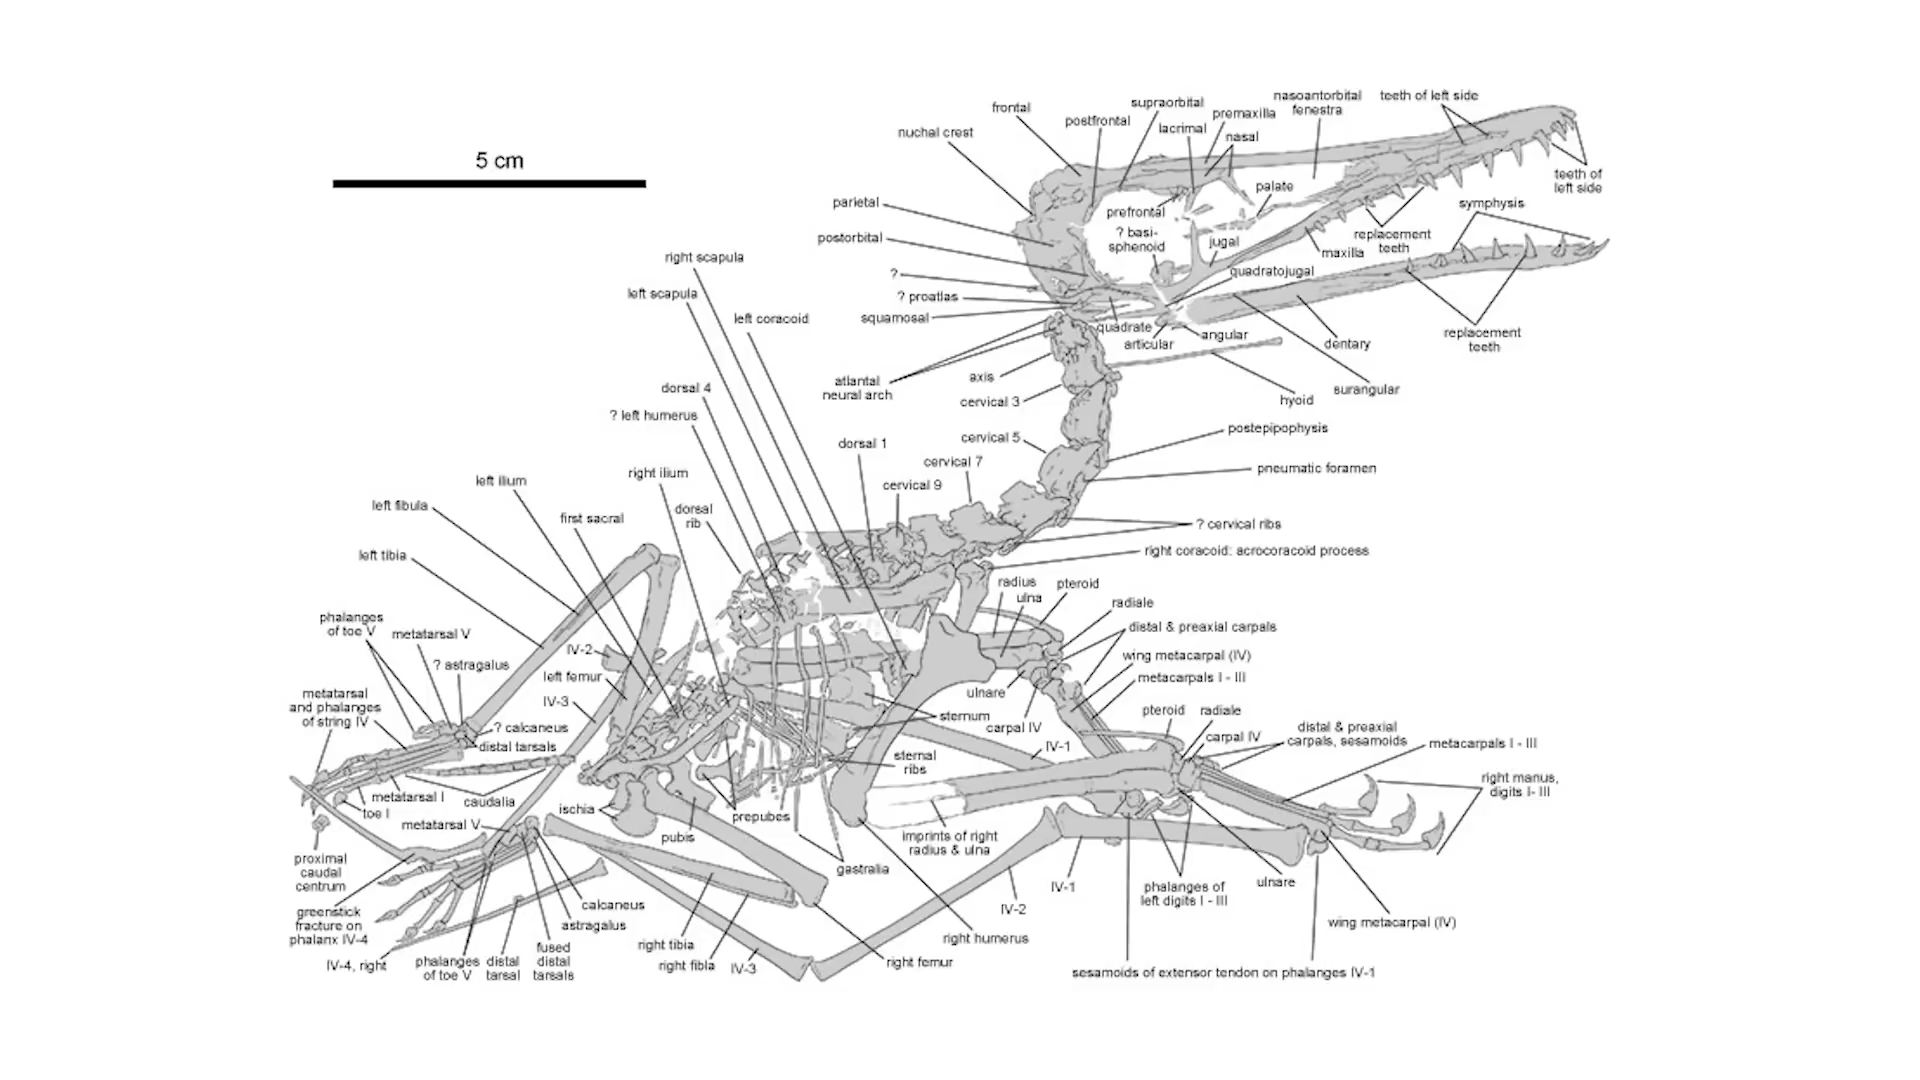 5 cm
frontal
nuchal crest
postfrontal
supraorbital
lacrimal
premaxilla
nasal
nasoantorbital
fenestra
teeth of left side
teeth of
left side
palate
prefrontal
? basi-
sphenoid
jugal
symphysis
replacement
teeth
maxilla
quadratojugal
parietal
postorbital
?
? proatlas
squamosal
quadrate
articular
angular
dentary
replacement
teeth
surangular
hyoid
right scapula
left scapula
left coracoid
atlantal
neural arch
axis
cervical 3
dorsal 4
? left humerus
dorsal 1
cervical 5
cervical 7
cervical 9
postepipophysis
pneumatic foramen
? cervical ribs
right coracoid: acrocoracoid process
right ilium
left ilium
left fibula
first sacral
dorsal
rib
left tibia
radius
ulna
pteroid
radiale
distal & preaxial carpals
wing metacarpal (IV)
metacarpals I - III
phalanges
of toe V
metatarsal V
? astragalus
IV-2
left femur
IV-3
metatarsal
and phalanges
of string IV
? calcaneus
distal tarsals
ulnare
sternum
carpal IV
IV-1
pteroid
radiale
carpal IV
distal & preaxial
carpals, sesamoids
metacarpals I - III
right manus,
digits I- III
sternal
ribs
metatarsal I
toe I
caudalia
metatarsal V
ischia
pubis
prepubes
imprints of right
radius & ulna
gastralia
proximal
caudal
centrum
greenstick
fracture on
phalanx IV-4
IV-4, right
phalanges
of toe V
distal
tarsal
fused
distal
tarsals
calcaneus
astragalus
right tibia
right fibla
IV-3
right femur
right humerus
IV-2
IV-1
phalanges of
left digits I - III
ulnare
wing metacarpal (IV)
sesamoids of extensor tendon on phalanges IV-1